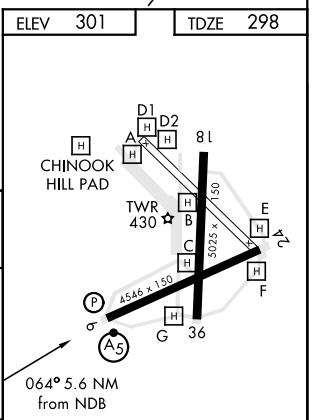 ELEV 301
TDZE 298
D1
D2
H
H
H
A
H
18
CHINOOK
HILL PAD
TWR
430
H
B
150
5025 x
E
H
24
C
H
F
H
P
4546 x 150
6
A5
G
H
36
064° 5.6 NM
from NDB